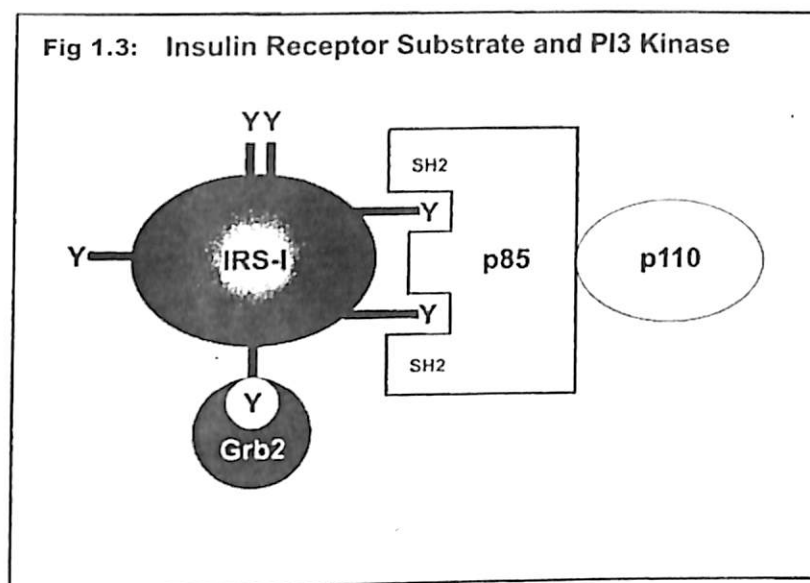 Fig 1.3: Insulin Receptor Substrate and PI3 Kinase
YY
SH2
Y
Y
IRS-I
p85
p110
Y
SH2
Y
Grb2